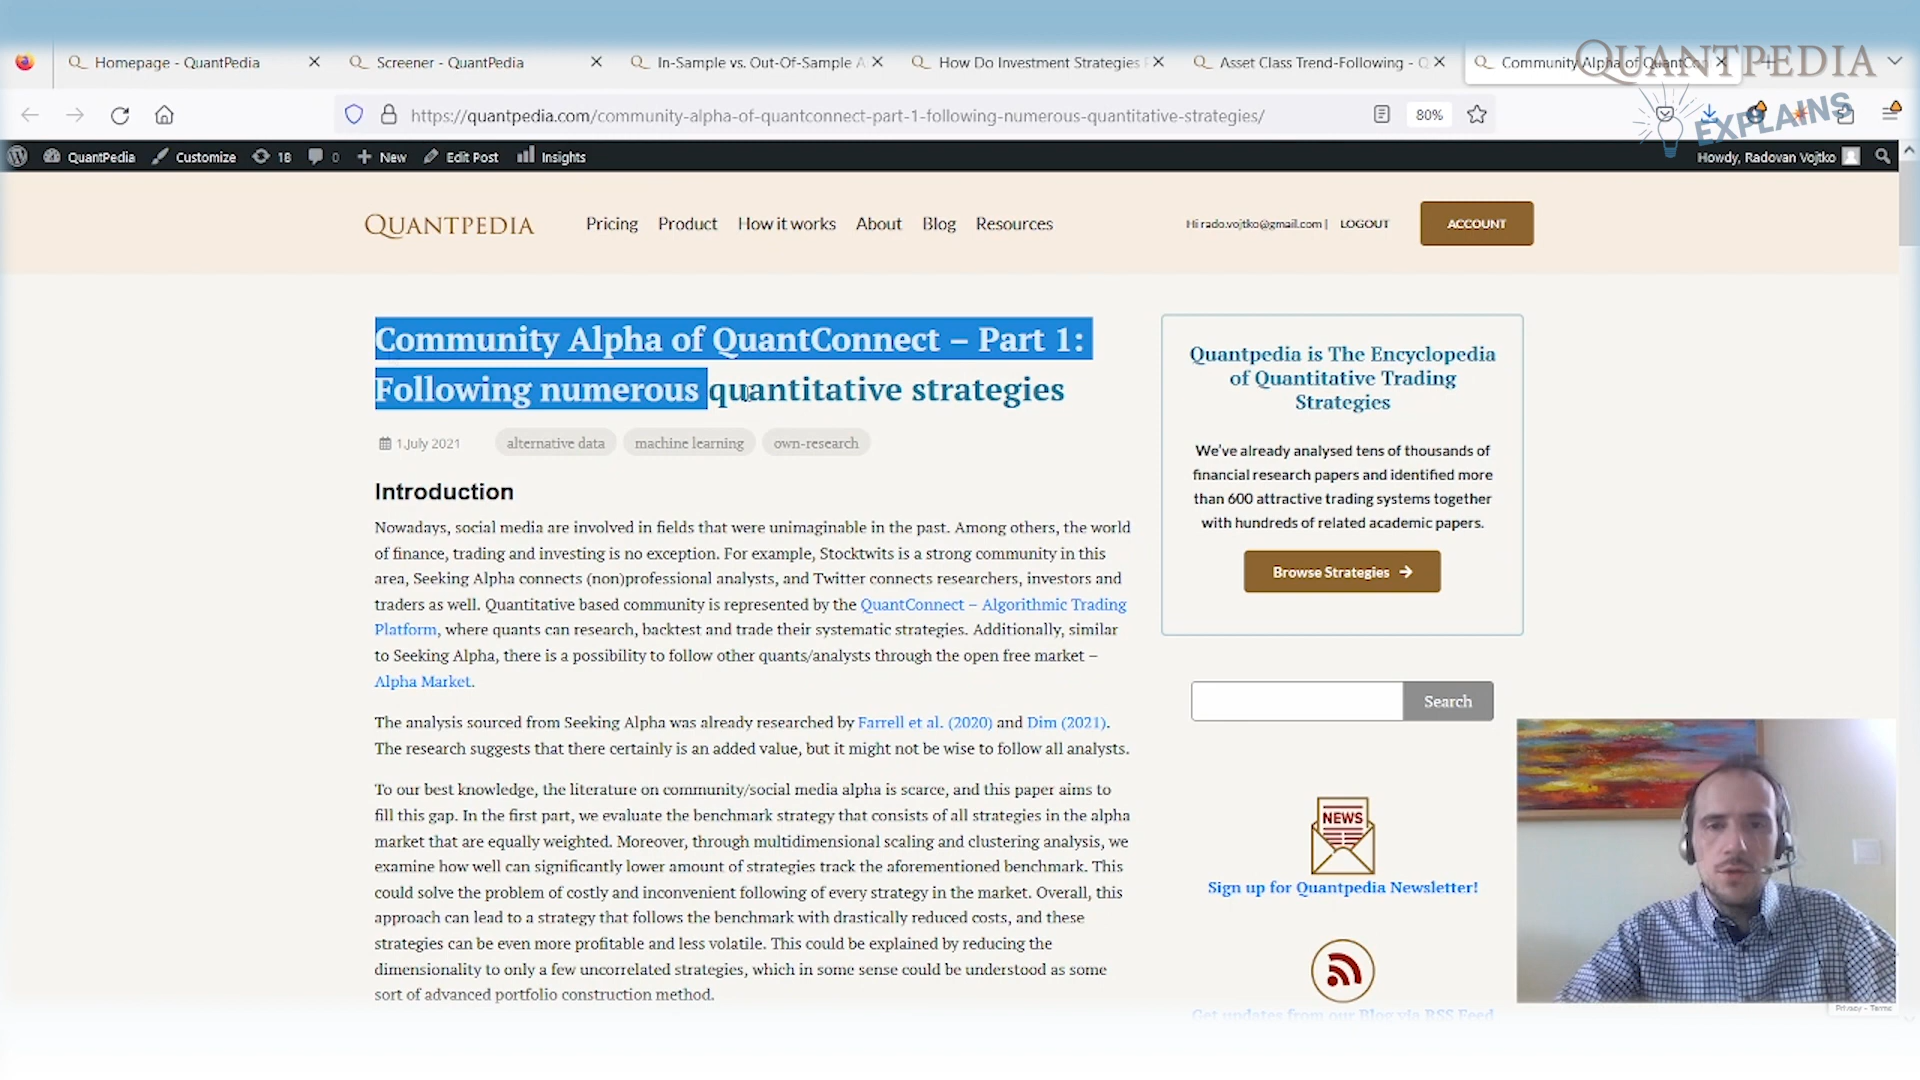 Homepage - QuantPedia
Screener - QuantPedia
In-Sample vs. Out-Of-Sample A
How Do Investment Strategies
Asset Class Trend-Following -
Community Alpha of QuantCo
QUANTPEDIA
EXPLAINS
https://quantpedia.com/community-alpha-of-quantconnect-part-1-following-numerous-quantitative-strategies/
80%
QuantPedia
Customize
18
0
New
Edit Post
Insights
Howdy, Radovan Vojtko
QUANTPEDIA
Pricing
Product
How it works
About
Blog
Resources
Hi rado.vojtko@gmail.com |
LOGOUT
ACCOUNT
Community Alpha of QuantConnect – Part 1:
Following numerous quantitative strategies
1.July 2021
alternative data
machine learning
own-research
Introduction
Nowadays, social media are involved in fields that were unimaginable in the past. Among others, the world
of finance, trading and investing is no exception. For example, Stocktwits is a strong community in this
area, Seeking Alpha connects (non)professional analysts, and Twitter connects researchers, investors and
traders as well. Quantitative based community is represented by the QuantConnect – Algorithmic Trading
Platform, where quants can research, backtest and trade their systematic strategies. Additionally, similar
to Seeking Alpha, there is a possibility to follow other quants/analysts through the open free market –
Alpha Market.
The analysis sourced from Seeking Alpha was already researched by Farrell et al. (2020) and Dim (2021).
The research suggests that there certainly is an added value, but it might not be wise to follow all analysts.
To our best knowledge, the literature on community/social media alpha is scarce, and this paper aims to
fill this gap. In the first part, we evaluate the benchmark strategy that consists of all strategies in the alpha
market that are equally weighted. Moreover, through multidimensional scaling and clustering analysis, we
examine how well can significantly lower amount of strategies track the aforementioned benchmark. This
could solve the problem of costly and inconvenient following of every strategy in the market. Overall, this
approach can lead to a strategy that follows the benchmark with drastically reduced costs, and these
strategies can be even more profitable and less volatile. This could be explained by reducing the
dimensionality to only a few uncorrelated strategies, which in some sense could be understood as some
sort of advanced portfolio construction method.
Quantpedia is The Encyclopedia
of Quantitative Trading
Strategies
We've already analysed tens of thousands of
financial research papers and identified more
than 600 attractive trading systems together
with hundreds of related academic papers.
Browse Strategies
Search
NEWS
Sign up for Quantpedia Newsletter!
Get updates from our Blog via RSS Feed
Privacy - Terms